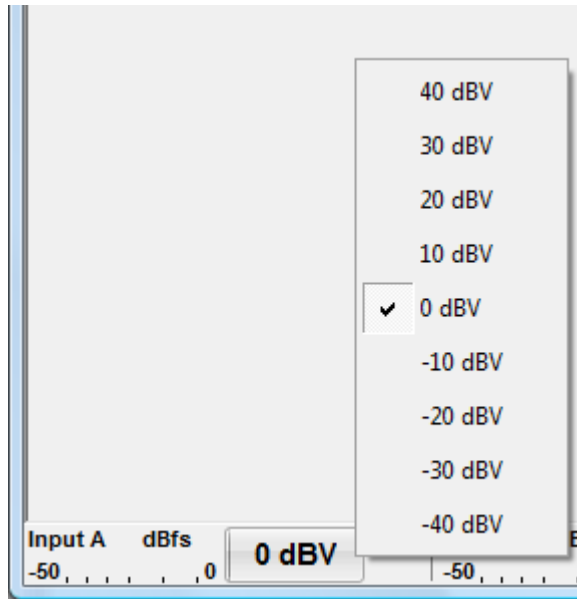 40 dBV
30 dBV
20 dBV
10 dBV
0 dBV
-10 dBV
-20 dBV
-30 dBV
-40 dBV
Input A dBfs
-50 0
0 dBV
-50